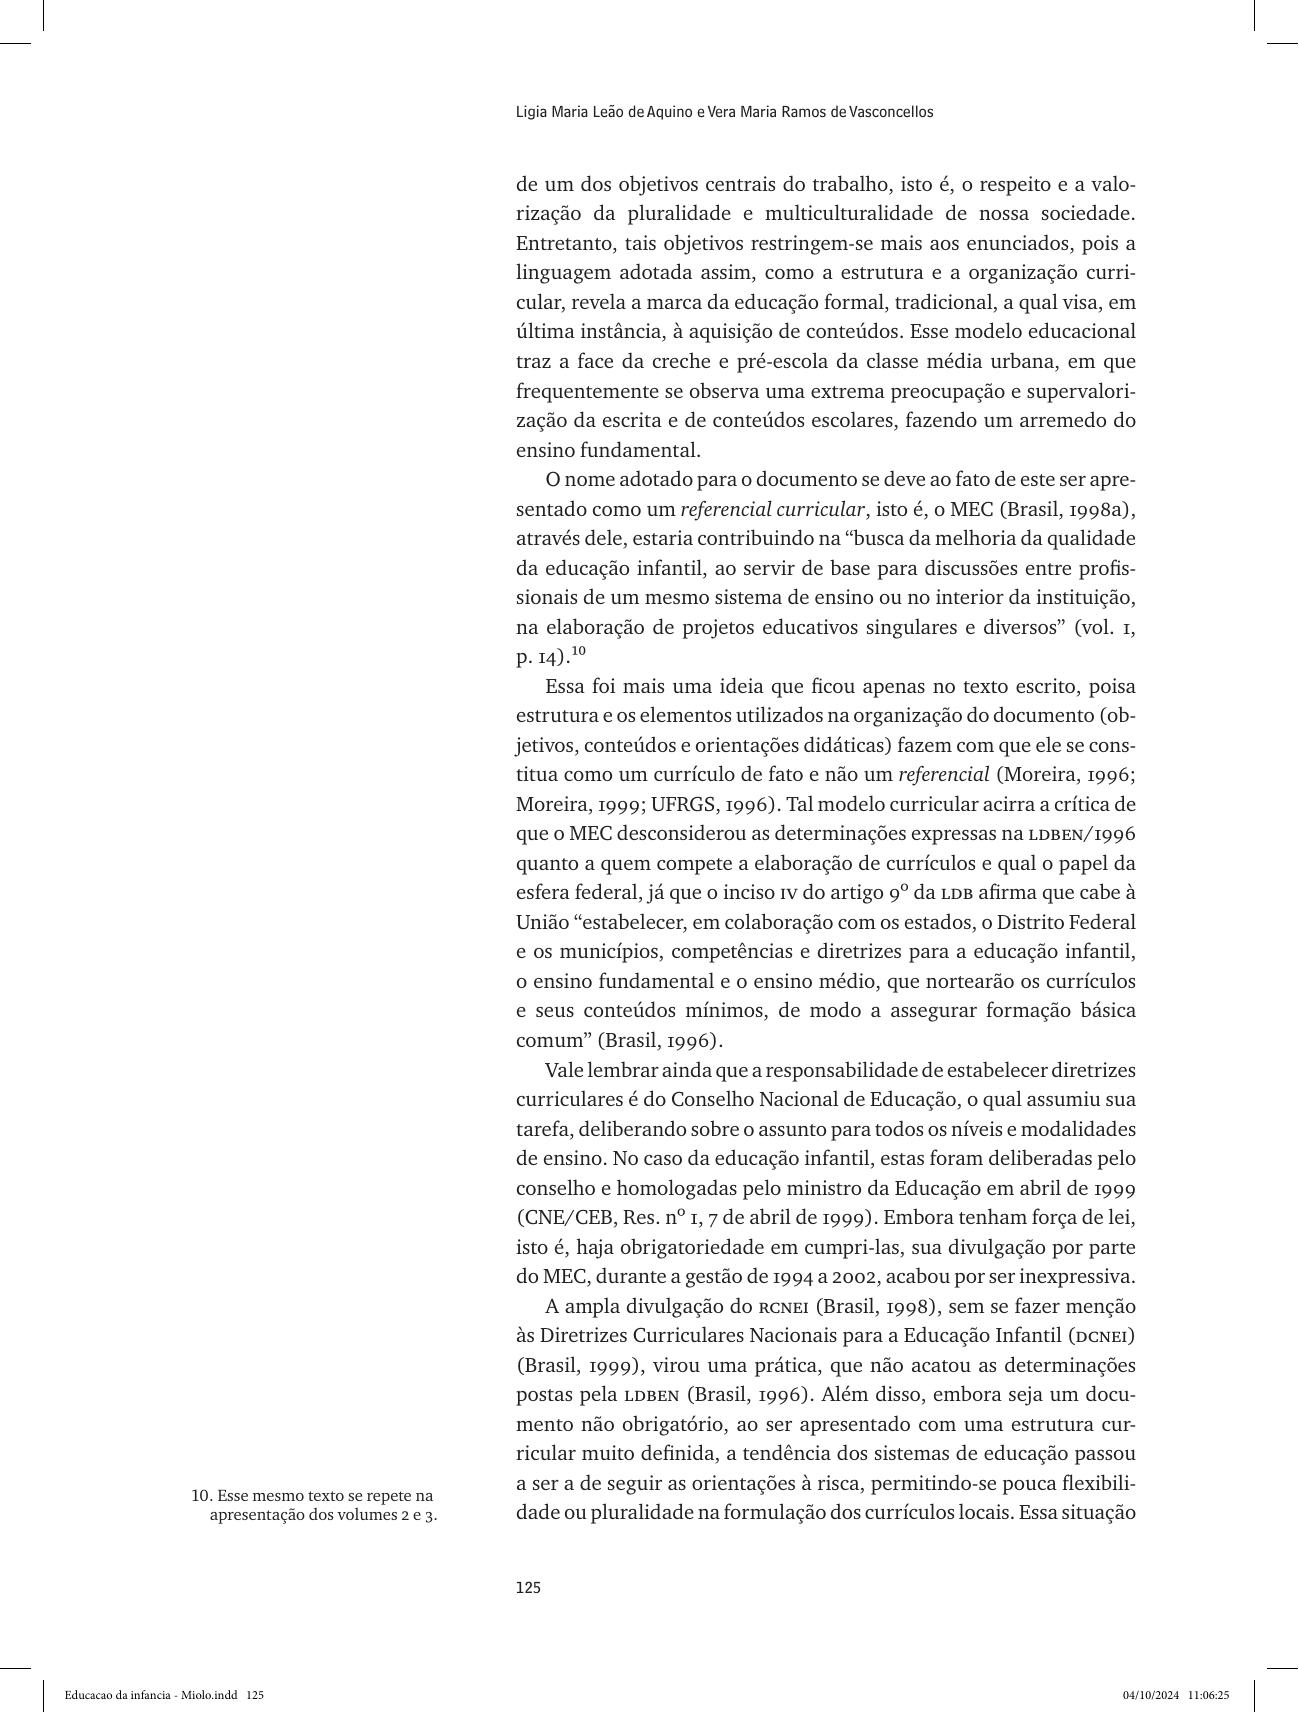 Ligia Maria Leão de Aquino e Vera Maria Ramos de Vasconcellos
de um dos objetivos centrais do trabalho, isto é, o respeito e a valo-
rização da pluralidade e multiculturalidade de nossa sociedade.
Entretanto, tais objetivos restringem-se mais aos enunciados, pois a
linguagem adotada assim, como a estrutura e a organização curri-
cular, revela a marca da educação formal, tradicional, a qual visa, em
última instância, à aquisição de conteúdos. Esse modelo educacional
traz a face da creche e pré-escola da classe média urbana, em que
frequentemente se observa uma extrema preocupação e supervalori-
zação da escrita e de conteúdos escolares, fazendo um arremedo do
ensino fundamental.
O nome adotado para o documento se deve ao fato de este ser apre-
sentado como um referencial curricular, isto é, o MEC (Brasil, 1998a),
através dele, estaria contribuindo na “busca da melhoria da qualidade
da educação infantil, ao servir de base para discussões entre profis-
sionais de um mesmo sistema de ensino ou no interior da instituição,
na elaboração de projetos educativos singulares e diversos” (vol. 1,
p. 14).10
Essa foi mais uma ideia que ficou apenas no texto escrito, poisa
estrutura e os elementos utilizados na organização do documento (ob-
jetivos, conteúdos e orientações didáticas) fazem com que ele se cons-
titua como um currículo de fato e não um referencial (Moreira, 1996;
Moreira, 1999; UFRGS, 1996). Tal modelo curricular acirra a crítica de
que o MEC desconsiderou as determinações expressas na LDBEN/1996
quanto a quem compete a elaboração de currículos e qual o papel da
esfera federal, já que o inciso IV do artigo 9º da LDB afirma que cabe à
União “estabelecer, em colaboração com os estados, o Distrito Federal
e os municípios, competências e diretrizes para a educação infantil,
o ensino fundamental e o ensino médio, que nortearão os currículos
e seus conteúdos mínimos, de modo a assegurar formação básica
comum” (Brasil, 1996).
Vale lembrar ainda que a responsabilidade de estabelecer diretrizes
curriculares é do Conselho Nacional de Educação, o qual assumiu sua
tarefa, deliberando sobre o assunto para todos os níveis e modalidades
de ensino. No caso da educação infantil, estas foram deliberadas pelo
conselho e homologadas pelo ministro da Educação em abril de 1999
(CNE/CEB, Res. nº 1, 7 de abril de 1999). Embora tenham força de lei,
isto é, haja obrigatoriedade em cumpri-las, sua divulgação por parte
do MEC, durante a gestão de 1994 a 2002, acabou por ser inexpressiva.
A ampla divulgação do RCNEI (Brasil, 1998), sem se fazer menção
às Diretrizes Curriculares Nacionais para a Educação Infantil (DCNEI)
(Brasil, 1999), virou uma prática, que não acatou as determinações
postas pela LDBEN (Brasil, 1996). Além disso, embora seja um docu-
mento não obrigatório, ao ser apresentado com uma estrutura cur-
ricular muito definida, a tendência dos sistemas de educação passou
a ser a de seguir as orientações à risca, permitindo-se pouca flexibili-
dade ou pluralidade na formulação dos currículos locais. Essa situação
10. Esse mesmo texto se repete na
apresentação dos volumes 2 e 3.
125
Educacao da infancia - Miolo.indd 125
04/10/2024 11:06:25